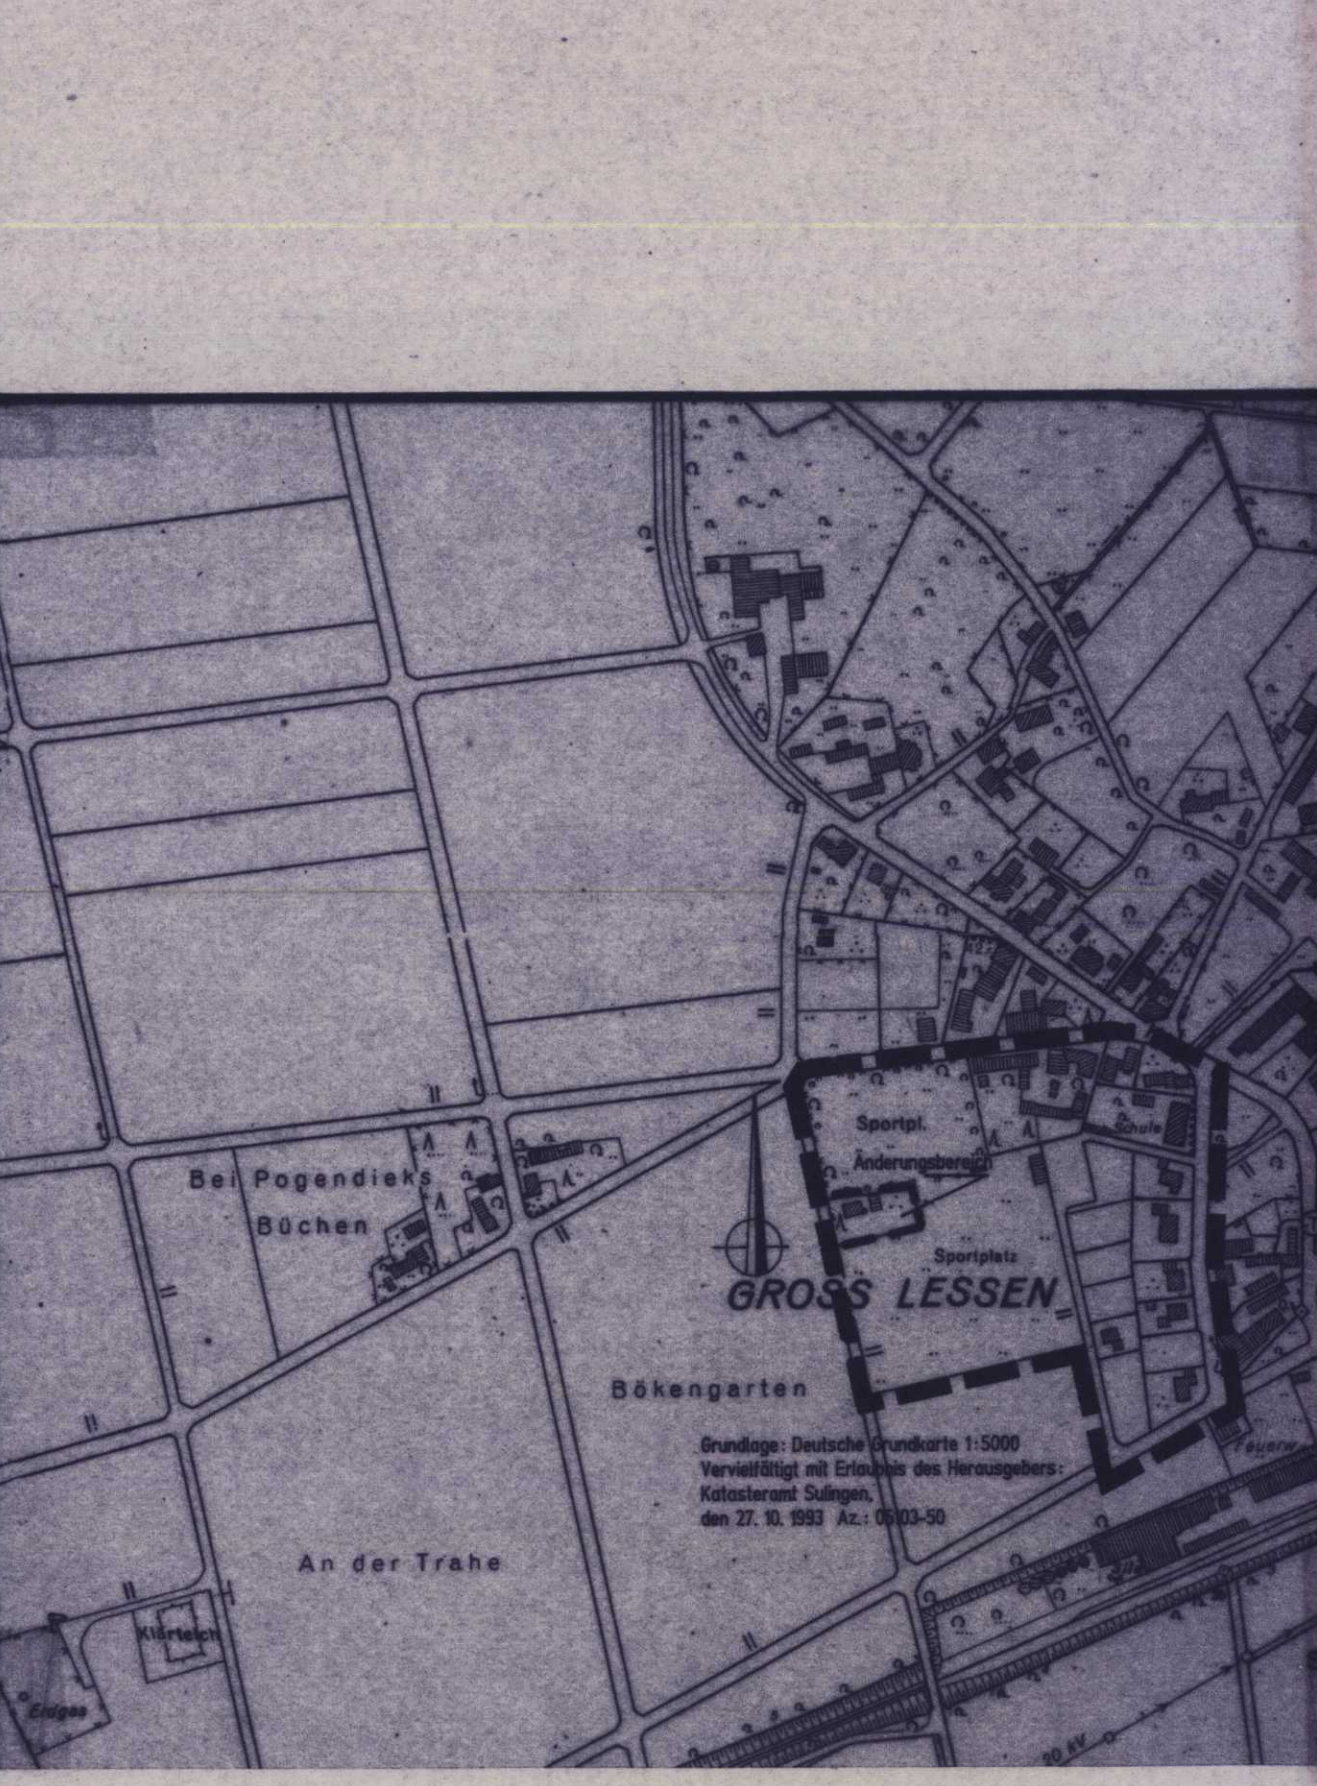 Sportpl.
Änderungsbereich
Schule
Bei Pogendieks
Büchen
Sportplatz
GROSS LESSEN
Bökengarten
Grundlage: Deutsche Grundkarte 1:5000
Vervielfältigt mit Erlaubnis des Herausgebers:
Katasteramt Sulingen,
den 27. 10. 1993 Az.: 05103-50
Feuerw
An der Trahe
Klärteich
Erdgas
20 kV